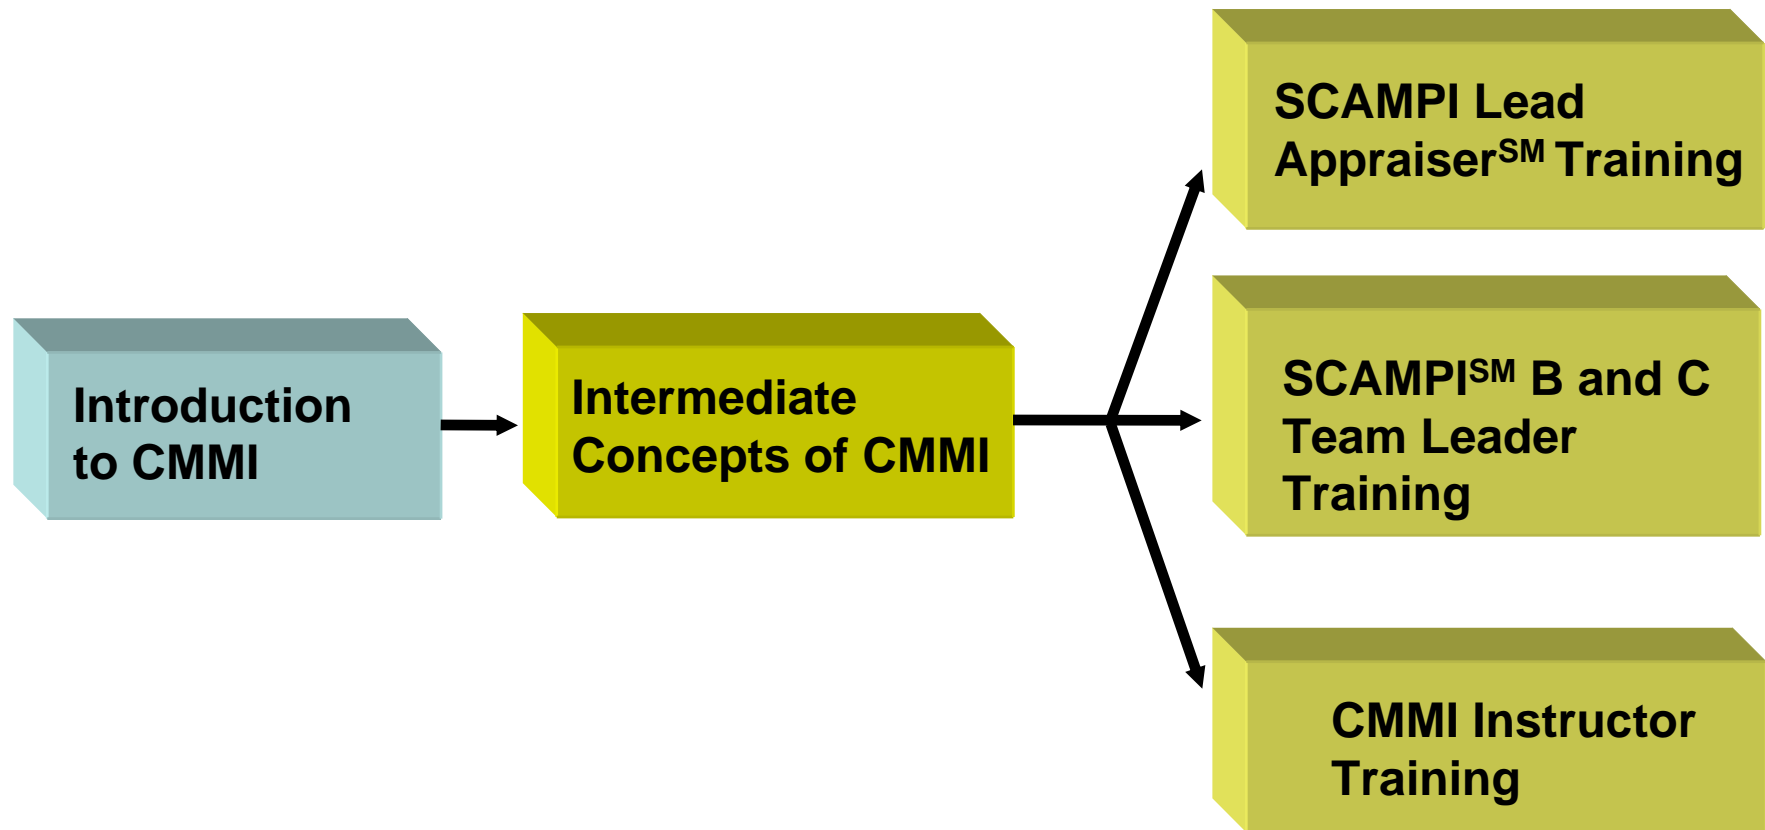 Introduction
to CMMI
Intermediate
Concepts of CMMI
SCAMPI Lead
Appraiser℠ Training
SCAMPI℠ B and C
Team Leader
Training
CMMI Instructor
Training